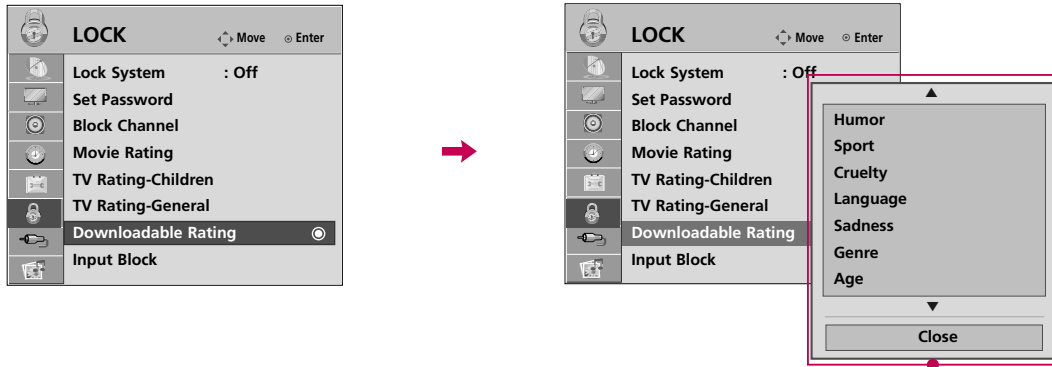 LOCK
Move
Enter
Lock System : Off
Set Password
Block Channel
Movie Rating
TV Rating-Children
TV Rating-General
Downloadable Rating
Input Block
LOCK
Move
Enter
Lock System : Off
Set Password
Block Channel
Movie Rating
TV Rating-Children
TV Rating-General
Downloadable Rating
Input Block
Humor
Sport
Cruelty
Language
Sadness
Genre
Age
Close